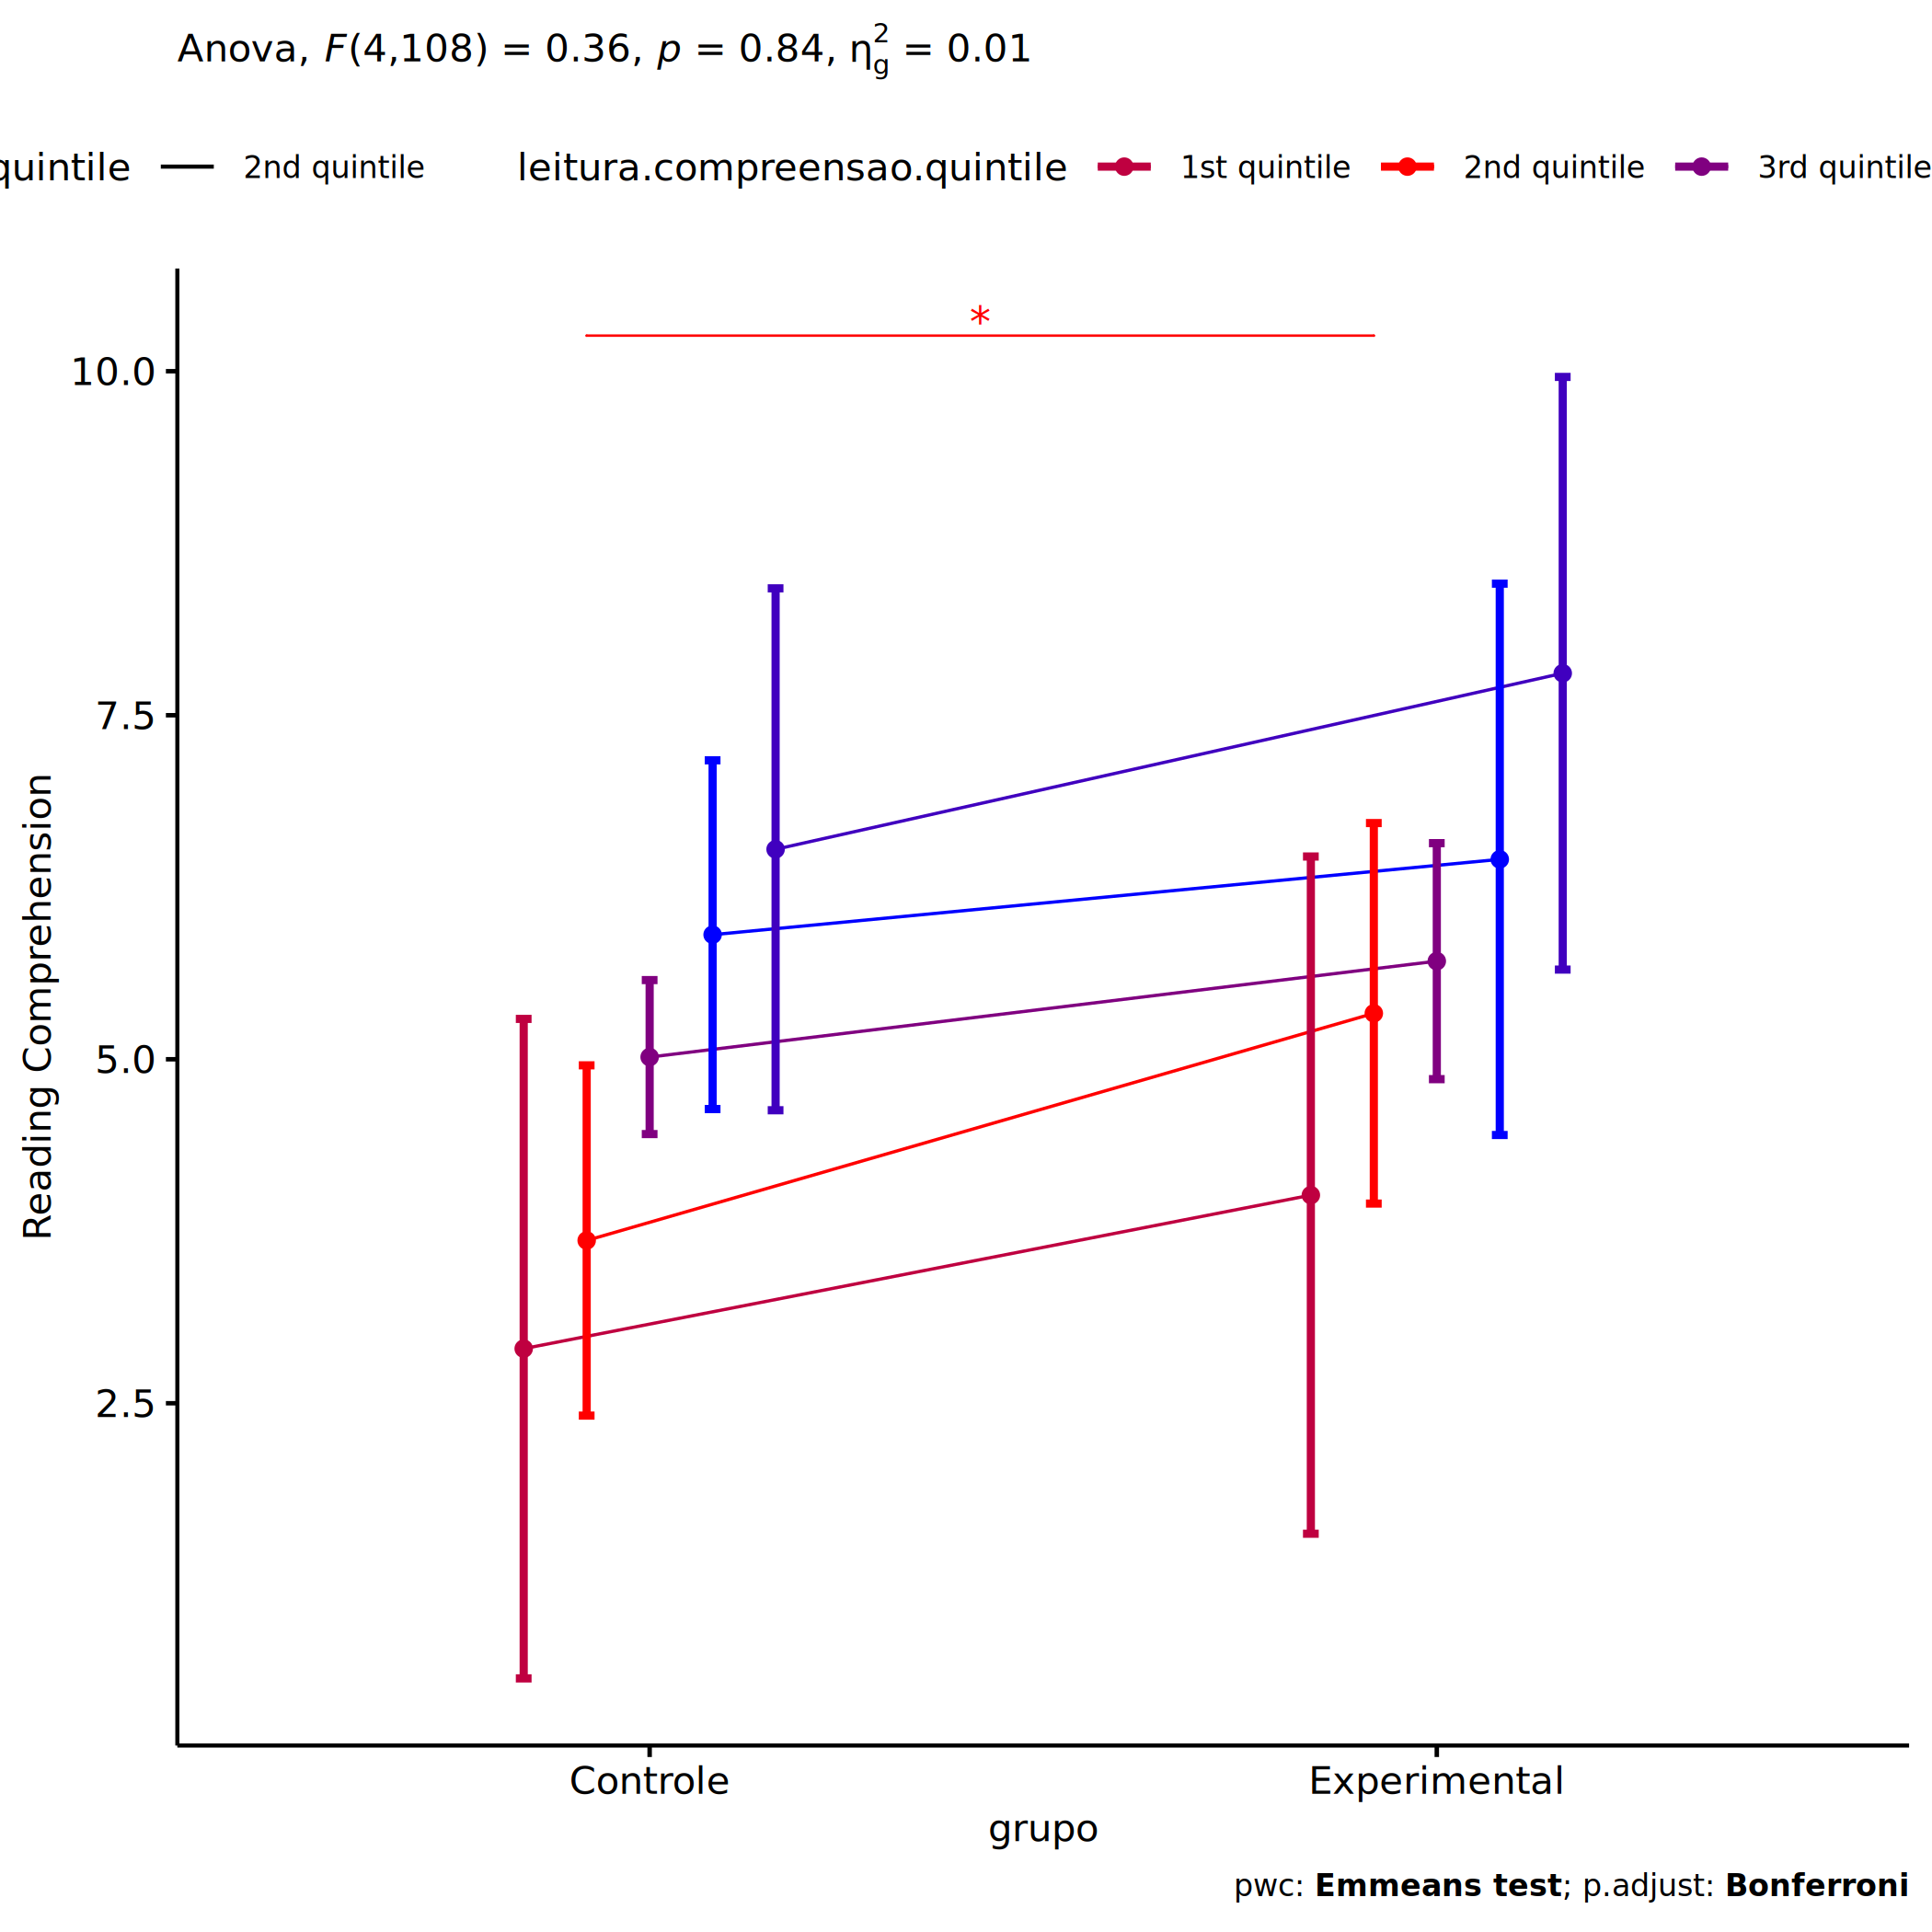 Anova, F(4,108) = 0.36, p = 0.84, η²g = 0.01
quintile 2nd quintile leitura.compreensao.quintile 1st quintile 2nd quintile 3rd quintile
*
10.0
7.5
5.0
2.5
Reading Comprehension
Controle Experimental
grupo
pwc: Emmeans test; p.adjust: Bonferroni